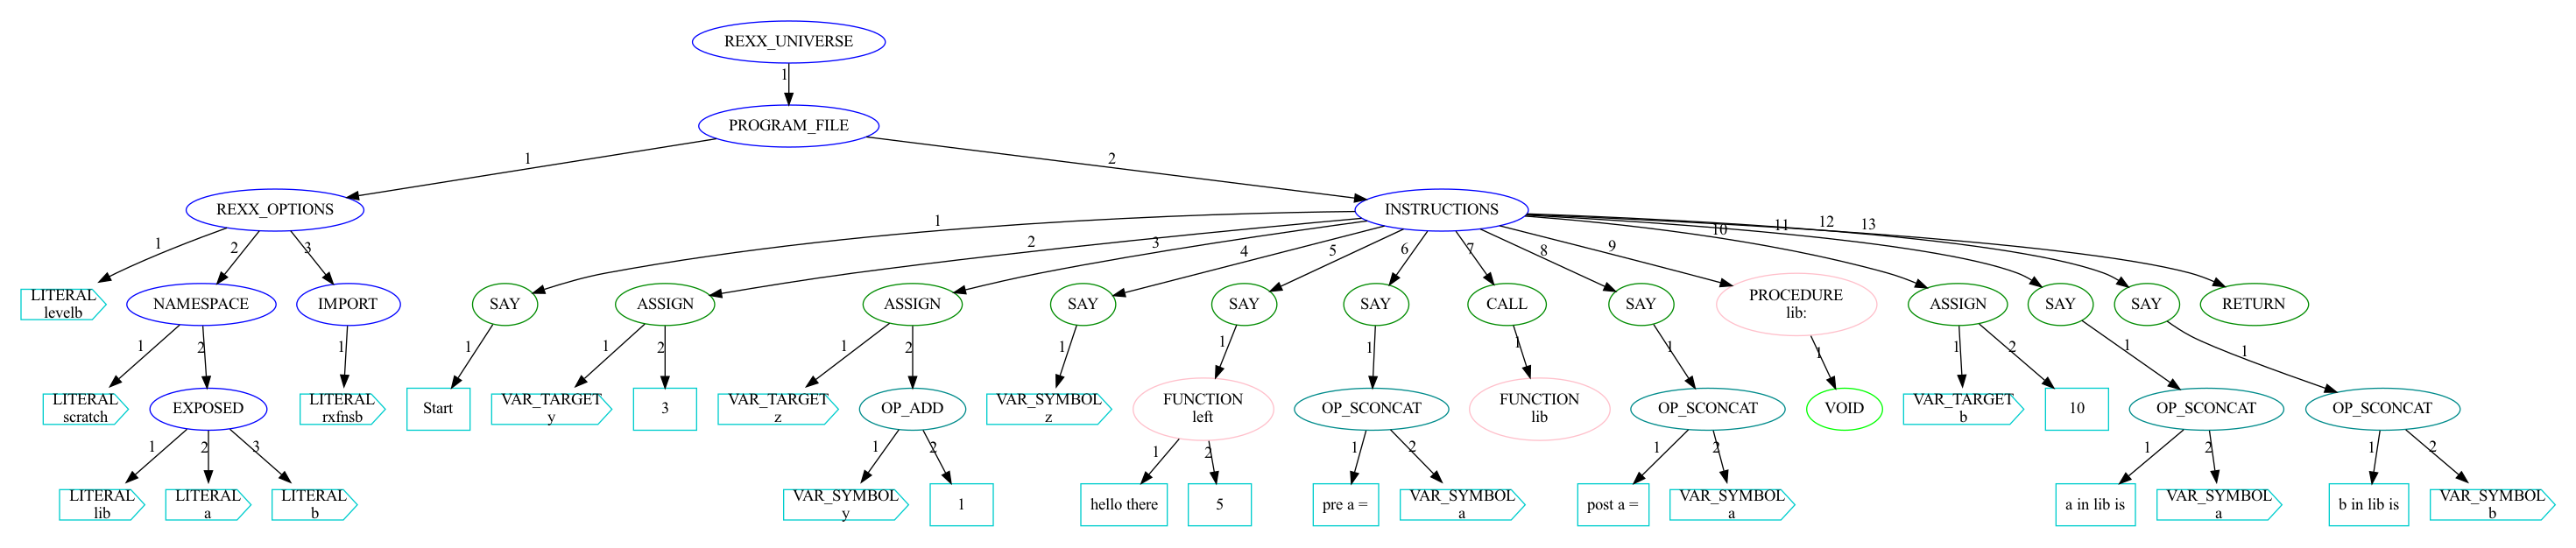 REXX_UNIVERSE
1
PROGRAM_FILE
1
2
REXX_OPTIONS
INSTRUCTIONS
1
2
3
1
2
3
4
5
6
7
8
9
10
11
12
13
LITERAL
levelb
NAMESPACE
IMPORT
SAY
ASSIGN
ASSIGN
SAY
SAY
SAY
CALL
SAY
PROCEDURE
lib:
ASSIGN
SAY
SAY
RETURN
1
2
1
1
1
2
1
2
1
1
1
1
1
1
1
2
1
1
LITERAL
scratch
EXPOSED
LITERAL
rxfnsb
Start
VAR_TARGET
y
3
VAR_TARGET
z
OP_ADD
VAR_SYMBOL
z
FUNCTION
left
OP_SCONCAT
FUNCTION
lib
OP_SCONCAT
VOID
VAR_TARGET
b
10
OP_SCONCAT
OP_SCONCAT
1
2
3
1
2
1
2
1
2
1
2
1
2
1
2
LITERAL
lib
LITERAL
a
LITERAL
b
VAR_SYMBOL
y
1
hello there
5
pre a =
VAR_SYMBOL
a
post a =
VAR_SYMBOL
a
a in lib is
VAR_SYMBOL
a
b in lib is
VAR_SYMBOL
b